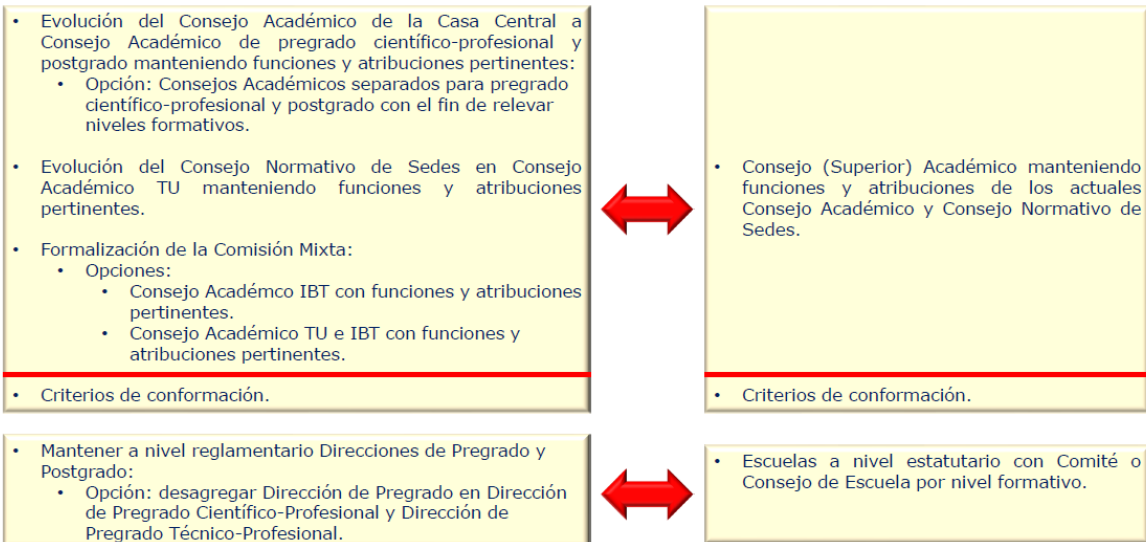 • Evolución del Consejo Académico de la Casa Central a
Consejo Académico de pregrado científico-profesional y
postgrado manteniendo funciones y atribuciones pertinentes:
• Opción: Consejos Académicos separados para pregrado
científico-profesional y postgrado con el fin de relevar
niveles formativos.
• Evolución del Consejo Normativo de Sedes en Consejo
Académico TU manteniendo funciones y atribuciones
pertinentes.
• Formalización de la Comisión Mixta:
• Opciones:
• Consejo Académco IBT con funciones y atribuciones
pertinentes.
• Consejo Académico TU e IBT con funciones y
atribuciones pertinentes.
• Criterios de conformación.
• Consejo (Superior) Académico manteniendo
funciones y atribuciones de los actuales
Consejo Académico y Consejo Normativo de
Sedes.
• Criterios de conformación.
• Mantener a nivel reglamentario Direcciones de Pregrado y
Postgrado:
• Opción: desagregar Dirección de Pregrado en Dirección
de Pregrado Científico-Profesional y Dirección de
Pregrado Técnico-Profesional.
• Escuelas a nivel estatutario con Comité o
Consejo de Escuela por nivel formativo.